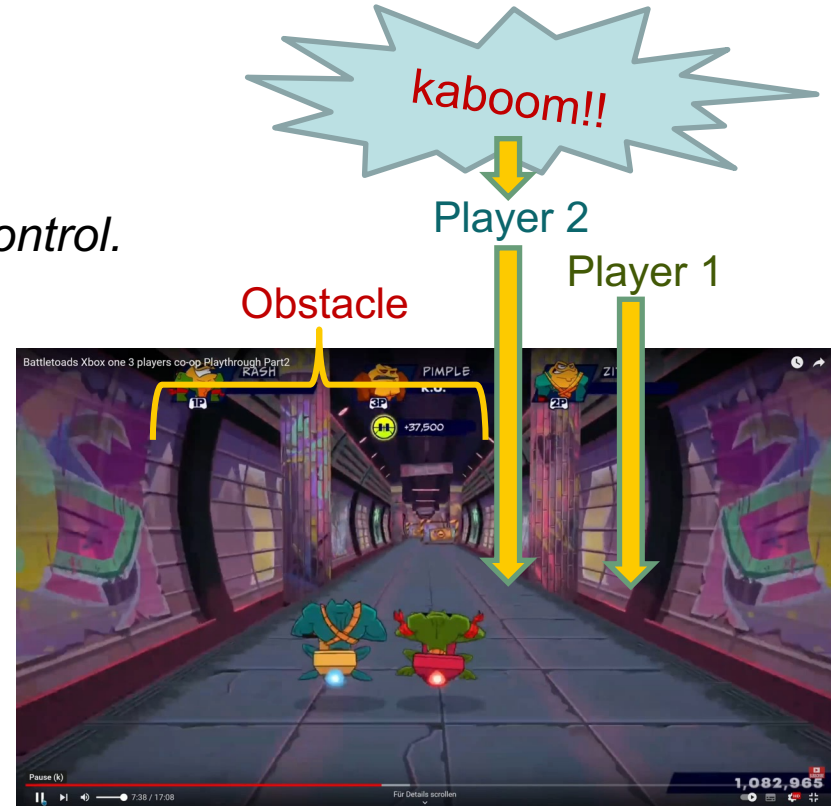 kaboom!!
ontrol.
Player 2
Player 1
Obstacle
Battletoads Xbox one 3 players co-op Playthrough Part2
RASH
PIMPLE
ZI
K.O.
1P
3P
2P
+37,500
Pause (k)
7:38 / 17:08
Für Details scrollen
1,082,965